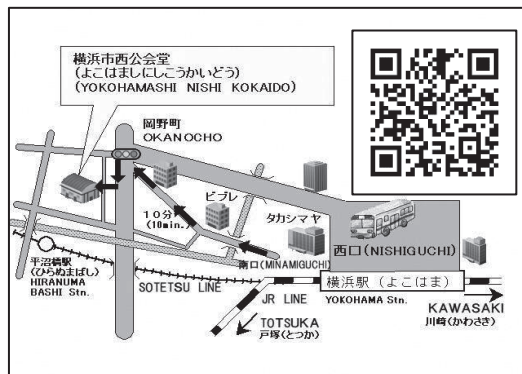 横浜市西公会堂
(よこはましにしこうかいどう)
(YOKOHAMASHI NISHI KOKAIDO)
岡野町
OKANOCHO
ビブレ
タカシマヤ
10分
(10min.)
西口(NISHIGUCHI)
平沼橋駅
(ひらぬまばし)
HIRANUMA
BASHI Stn.
南口(MINAMIGUCHI)
SOTETSU LINE
JR LINE
横浜駅(よこはま)
YOKOHAMA Stn.
KAWASAKI
川崎(かわさき)
TOTSUKA
戸塚(とつか)